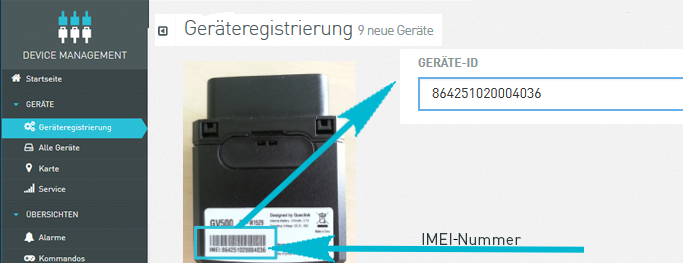 DEVICE MANAGEMENT
Startseite
GERÄTE
Geräteregistrierung
Alle Geräte
Karte
Service
ÜBERSICHTEN
Alarme
Kommandos
Geräteregistrierung 9 neue Geräte
GERÄTE-ID
864251020004036
GV500
Designed by Queclink
IMEI:864251020004036
IMEI-Nummer